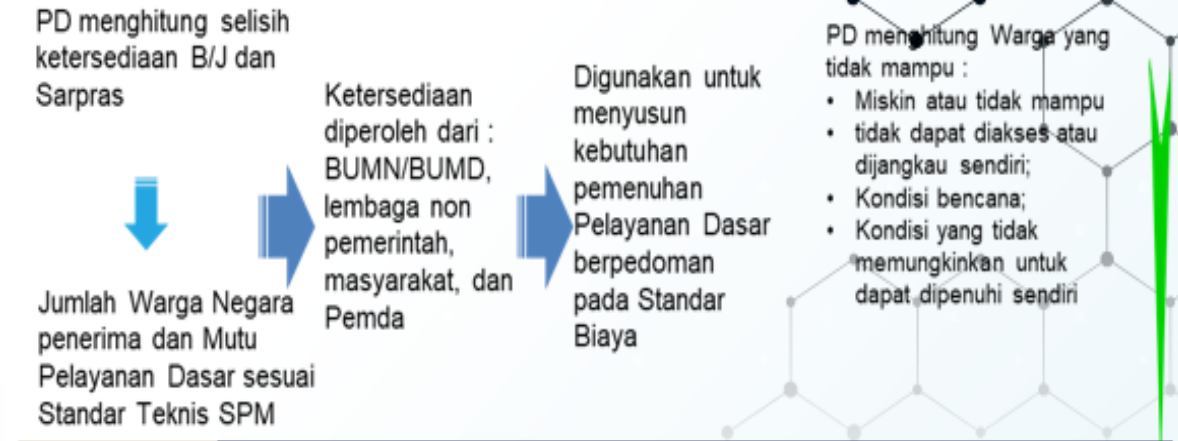 PD menghitung selisih
ketersediaan B/J dan
Sarpras
Jumlah Warga Negara
penerima dan Mutu
Pelayanan Dasar sesuai
Standar Teknis SPM
Ketersediaan
diperoleh dari :
BUMN/BUMD,
lembaga non
pemerintah,
masyarakat, dan
Pemda
Digunakan untuk
menyusun
kebutuhan
pemenuhan
Pelayanan Dasar
berpedoman
pada Standar
Biaya
PD menghitung Warga yang
tidak mampu :
• Miskin atau tidak mampu
• tidak dapat diakses atau
dijangkau sendiri;
• Kondisi bencana;
• Kondisi yang tidak
memungkinkan untuk
dapat dipenuhi sendiri